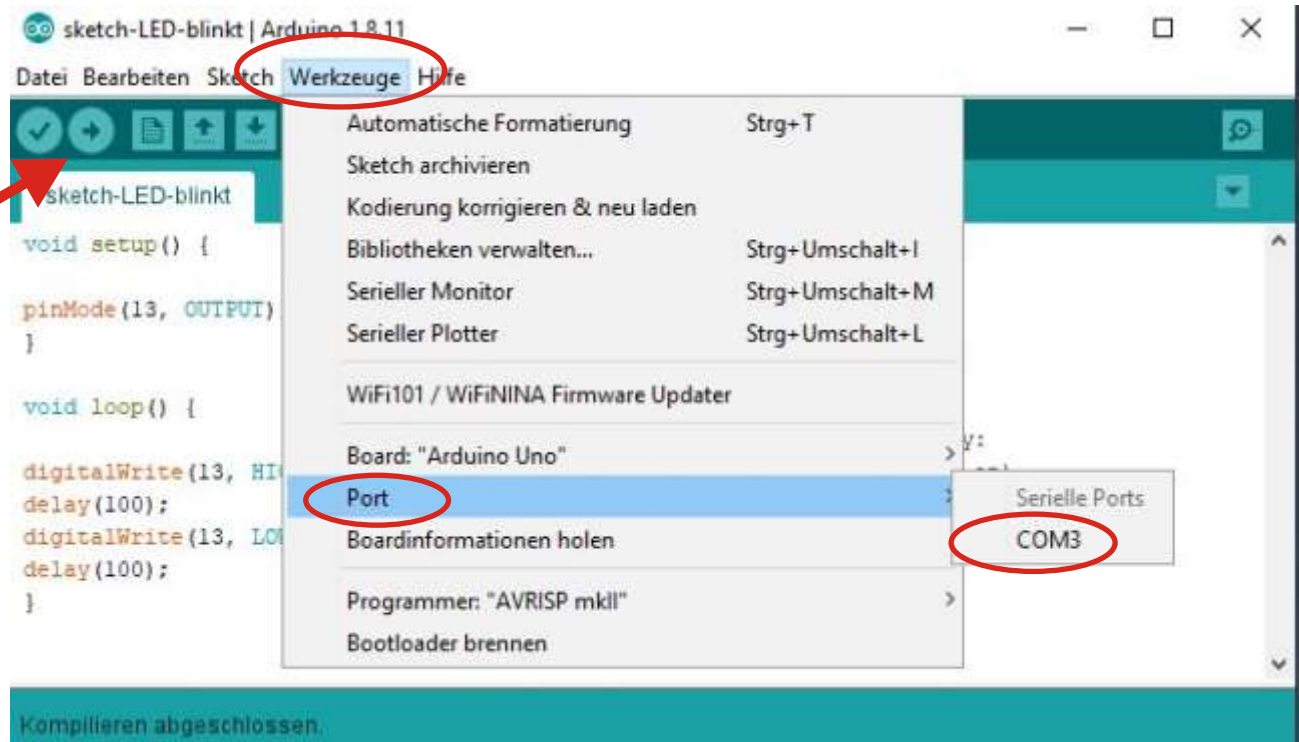 sketch-LED-blinkt | Arduino 1.8.11
Datei Bearbeiten Sketch Werkzeuge Hilfe
Automatische Formatierung Strg+T
Sketch archivieren
Kodierung korrigieren & neu laden
Bibliotheken verwalten... Strg+Umschalt+I
Serieller Monitor Strg+Umschalt+M
Serieller Plotter Strg+Umschalt+L
WiFi101 / WiFiNINA Firmware Updater
Board: "Arduino Uno"
Port
Boardinformationen holen
Programmer: "AVRISP mkII"
Bootloader brennen
Serielle Ports
COM3
sketch-LED-blinkt
void setup() {
pinMode(13, OUTPUT)
}
void loop() {
digitalWrite(13, HI
delay(100);
digitalWrite(13, LO
delay(100);
}
y:
Kompilieren abgeschlossen.